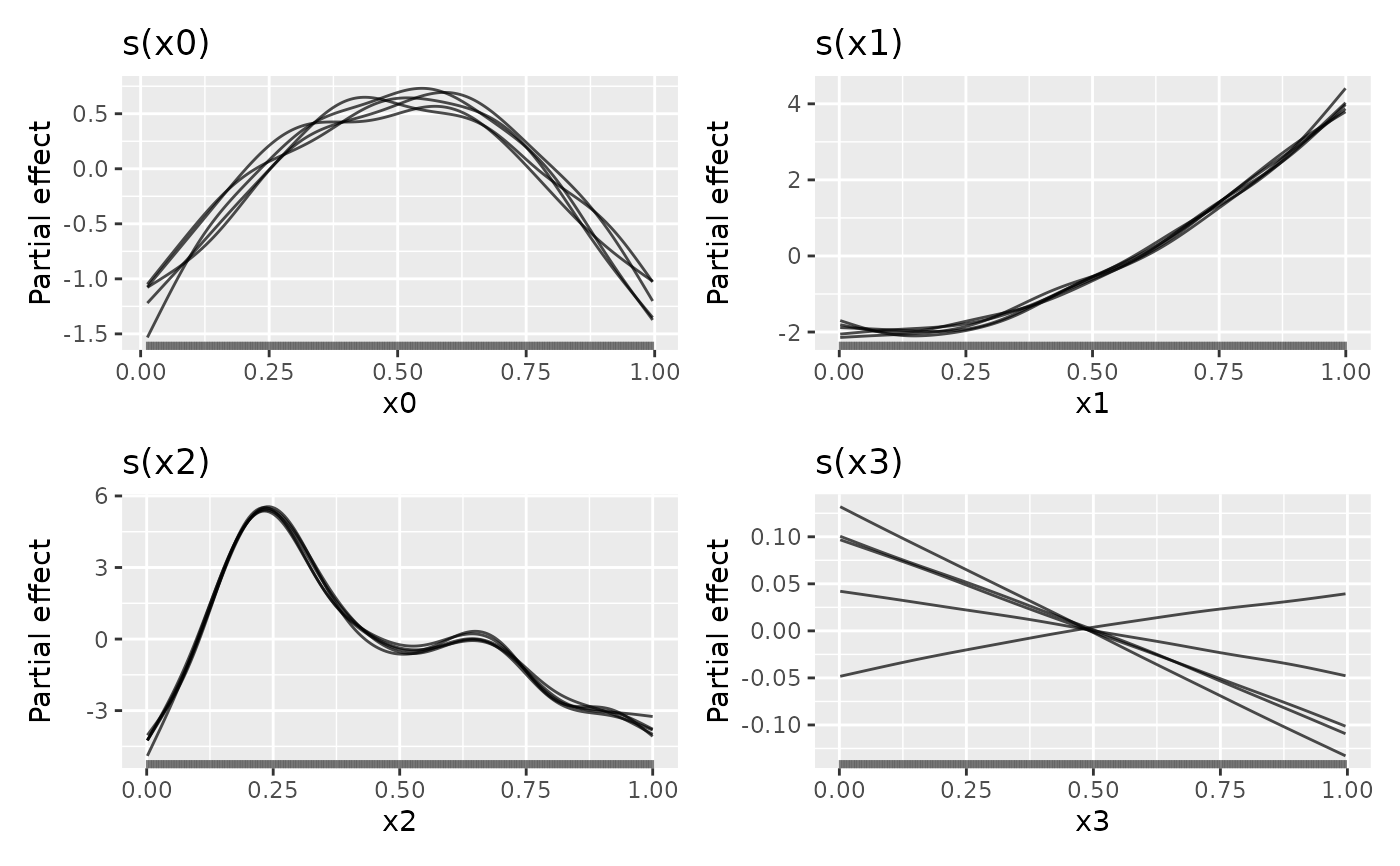 s(x0)
Partial effect
0.5
0.0
-0.5
-1.0
-1.5
0.00 0.25 0.50 0.75 1.00
x0
s(x1)
Partial effect
4
2
0
-2
0.00 0.25 0.50 0.75 1.00
x1
s(x2)
Partial effect
6
3
0
-3
0.00 0.25 0.50 0.75 1.00
x2
s(x3)
Partial effect
0.10
0.05
0.00
-0.05
-0.10
0.00 0.25 0.50 0.75 1.00
x3